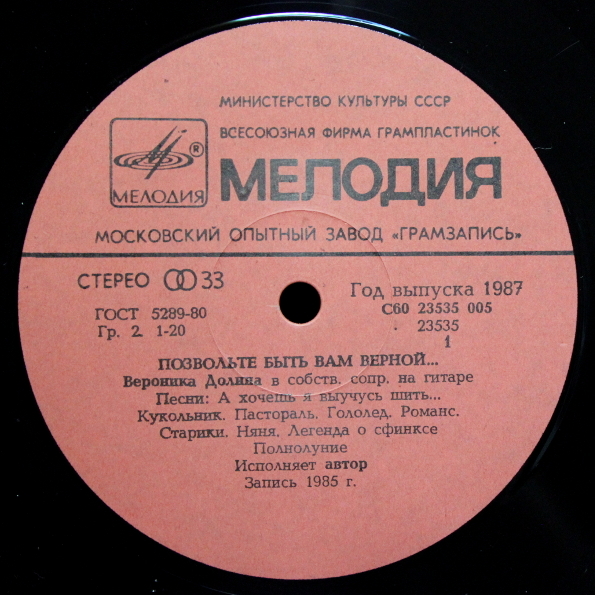 МИНИСТЕРСТВО КУЛЬТУРЫ СССР
ВСЕСОЮЗНАЯ ФИРМА ГРАМПЛАСТИНОК
®
МЕЛОДИЯ
МЕЛОДИЯ
МОСКОВСКИЙ ОПЫТНЫЙ ЗАВОД «ГРАМЗАПИСЬ»
СТЕРЕО 33
Год выпуска 1987
ГОСТ 5289-80
С60 23535 005
Гр. 2. 1-20
23535
1
ПОЗВОЛЬТЕ БЫТЬ ВАМ ВЕРНОЙ...
Вероника Долина в собств. сопр. на гитаре
Песни: А хочешь я выучусь шить...
Кукольник. Пастораль. Гололед. Романс.
Старики. Няня. Легенда о сфинксе
Полнолуние
Исполняет автор
Запись 1985 г.